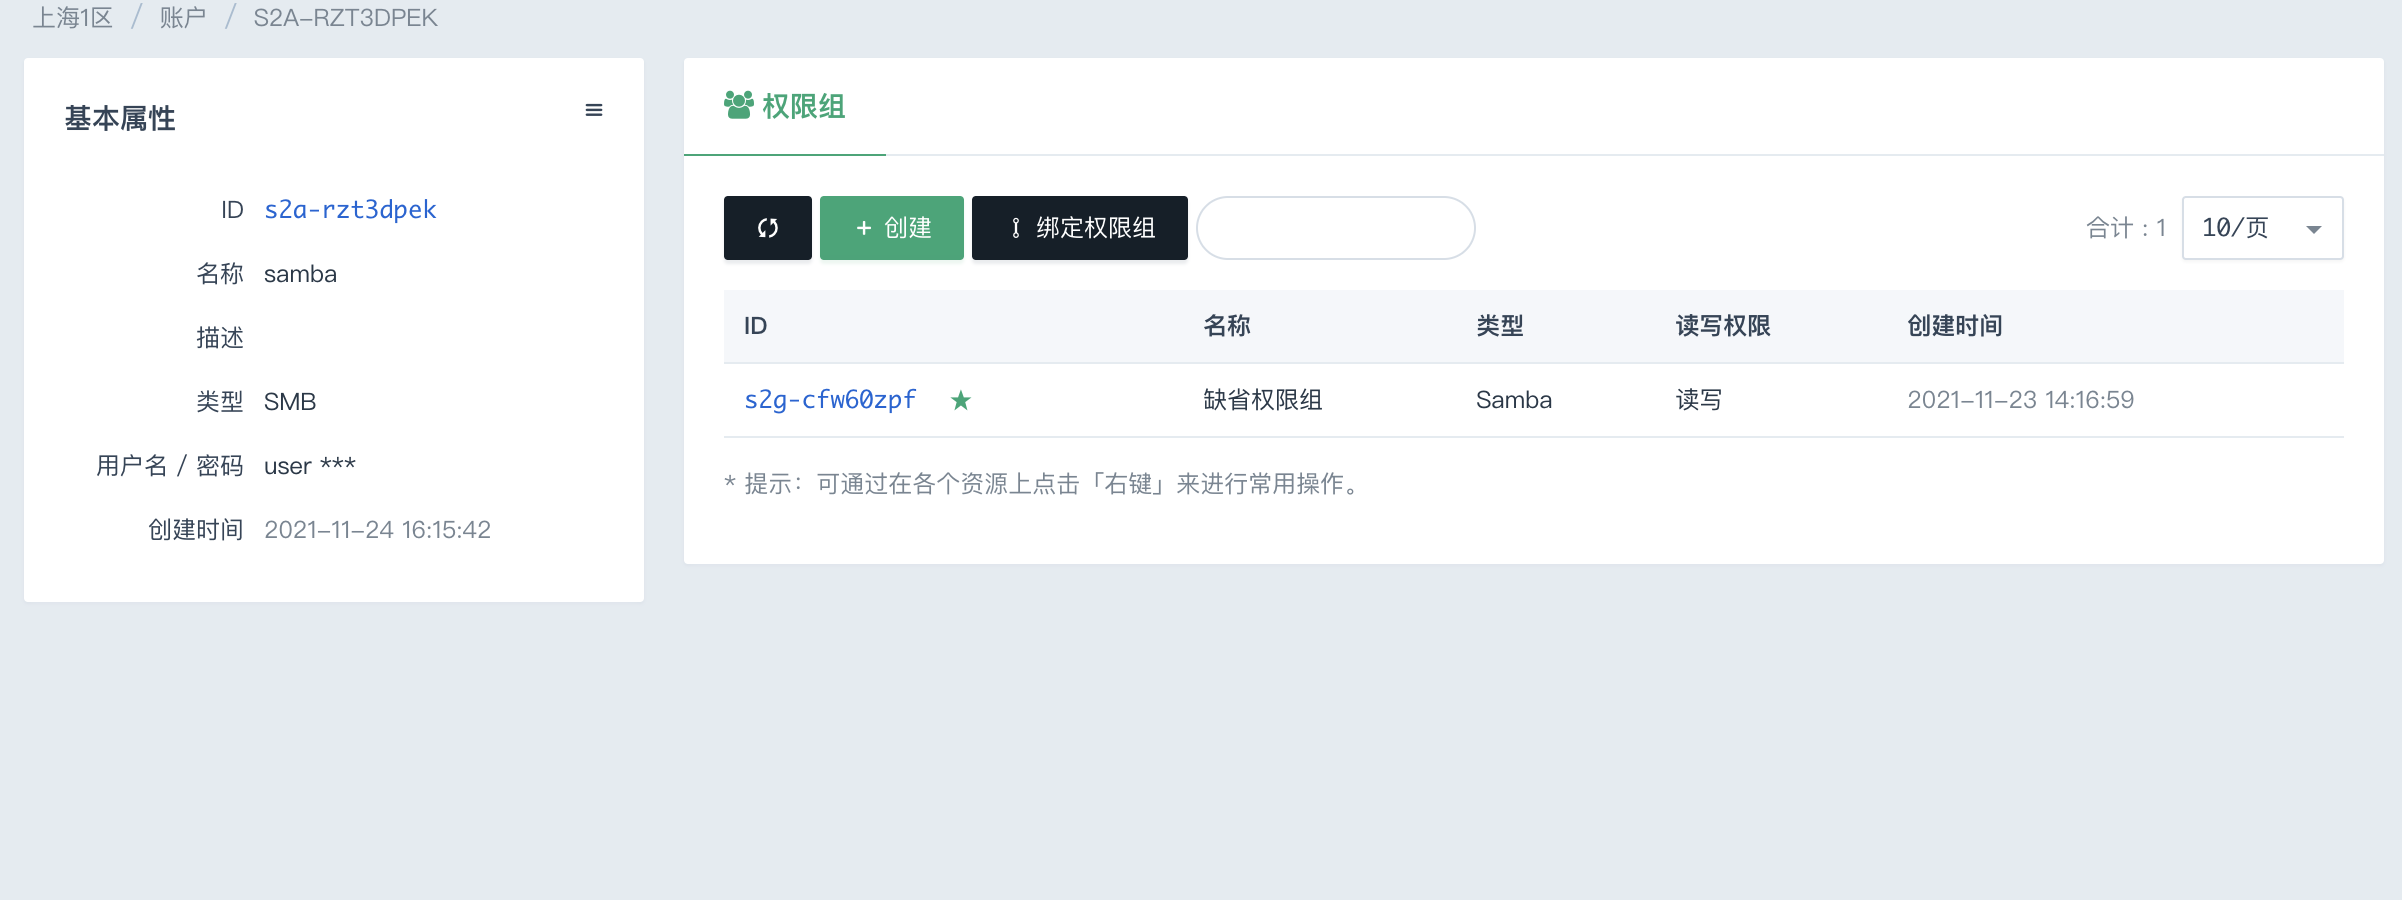 上海1区 / 账户 / S2A-RZT3DPEK
基本属性
ID s2a-rzt3dpek
名称 samba
描述
类型 SMB
用户名 / 密码 user ***
创建时间 2021-11-24 16:15:42
权限组
+ 创建 绑定权限组 合计 : 1 10/页
ID 名称 类型 读写权限 创建时间
s2g-cfw60zpf 缺省权限组 Samba 读写 2021-11-23 14:16:59
* 提示：可通过在各个资源上点击「右键」来进行常用操作。